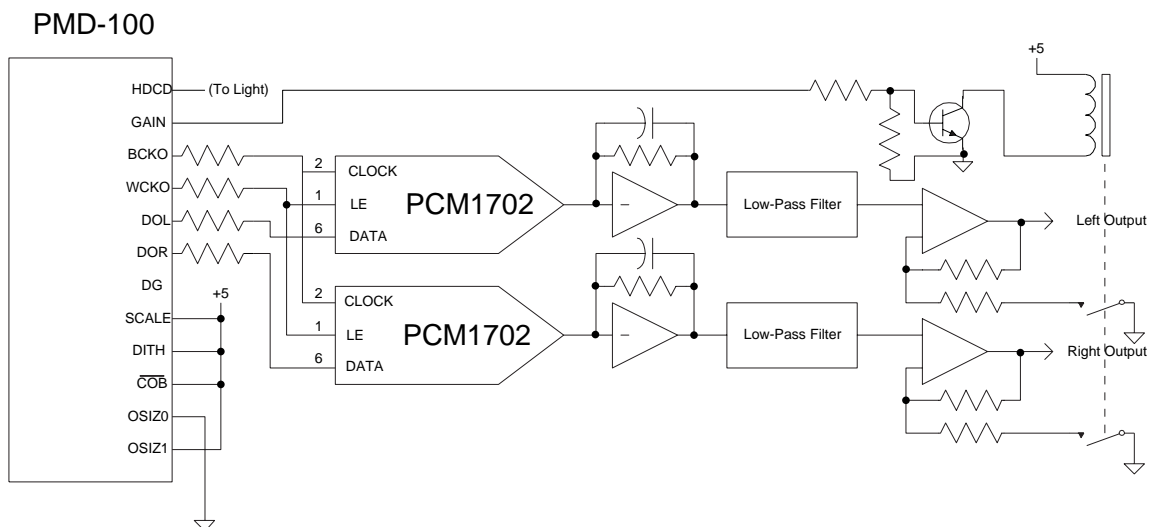 PMD-100
HDCD (To Light)
GAIN
BCKO
WCKO
DOL
DOR
DG
SCALE
DITH
COB
OSIZ0
OSIZ1
+5
2 CLOCK
1 LE
6 DATA
PCM1702
2 CLOCK
1 LE
6 DATA
PCM1702
−
−
Low-Pass Filter
Low-Pass Filter
+5
Left Output
Right Output